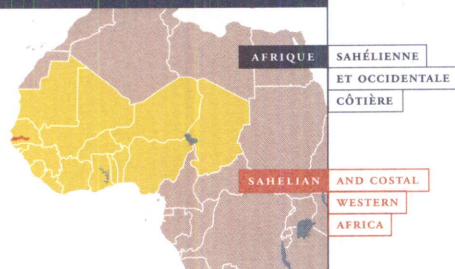 AFRIQUE SAHÉLIENNE
ET OCCIDENTALE
CÔTIÈRE
SAHELIAN AND COSTAL
WESTERN
AFRICA